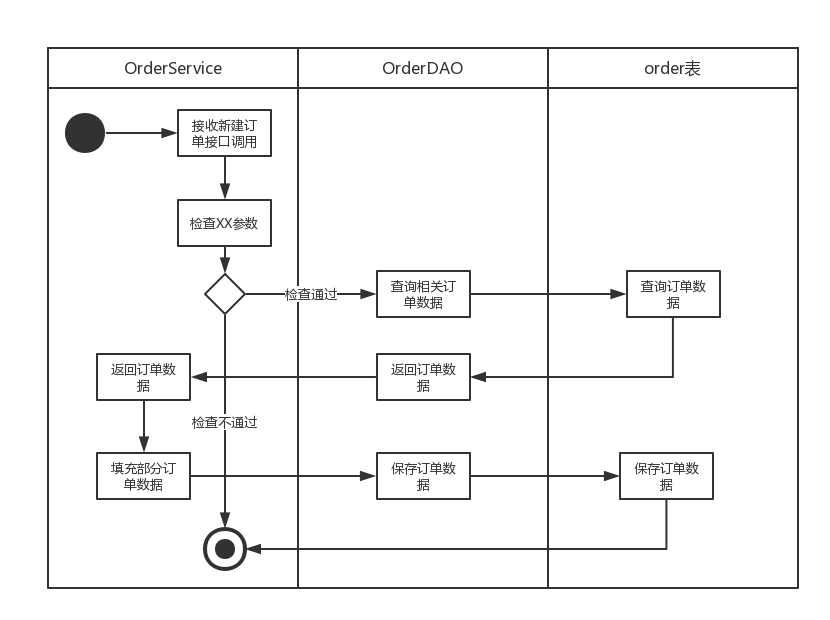 OrderService
OrderDAO
order表
接收新建订
单接口调用
检查XX参数
检查通过
查询相关订
单数据
查询订单数
据
返回订单数
据
返回订单数
据
检查不通过
填充部分订
单数据
保存订单数
据
保存订单数
据